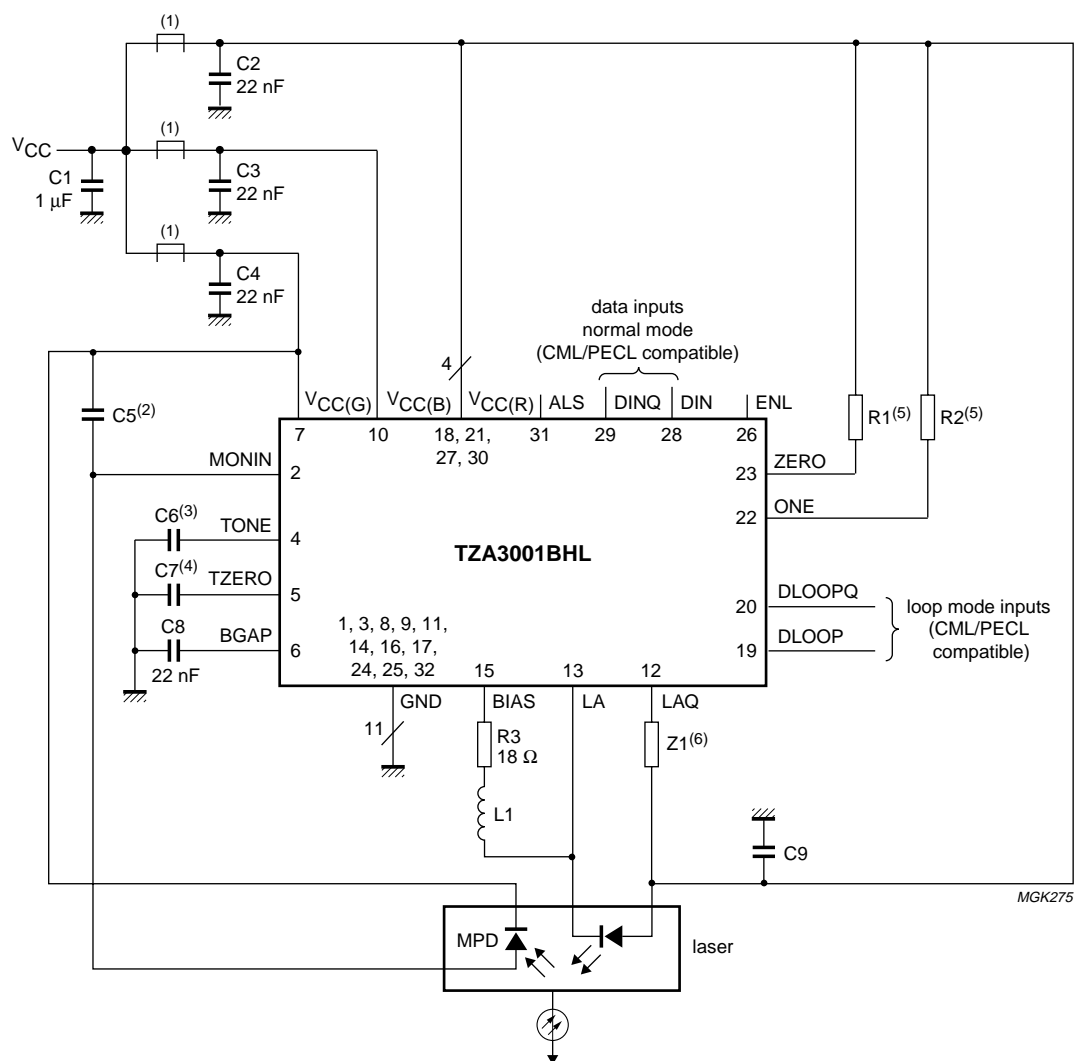 (1)
C2
22 nF
(1)
VCC
C3
22 nF
C1
1 μF
(1)
C4
22 nF
data inputs
normal mode
(CML/PECL compatible)
4
C5(2)
VCC(G)
VCC(B)
VCC(R)
ALS
DINQ
DIN
ENL
R1(5)
R2(5)
7
10
18, 21,
27, 30
31
29
28
26
MONIN
2
23
ZERO
22
ONE
C6(3)
TONE
4
TZA3001BHL
C7(4)
TZERO
5
20
DLOOPQ
C8
22 nF
BGAP
6
19
DLOOP
loop mode inputs
(CML/PECL
compatible)
1, 3, 8, 9, 11,
14, 16, 17,
24, 25, 32
15
13
12
GND
BIAS
LA
LAQ
11
R3
18 Ω
Z1(6)
L1
C9
MGK275
MPD
laser